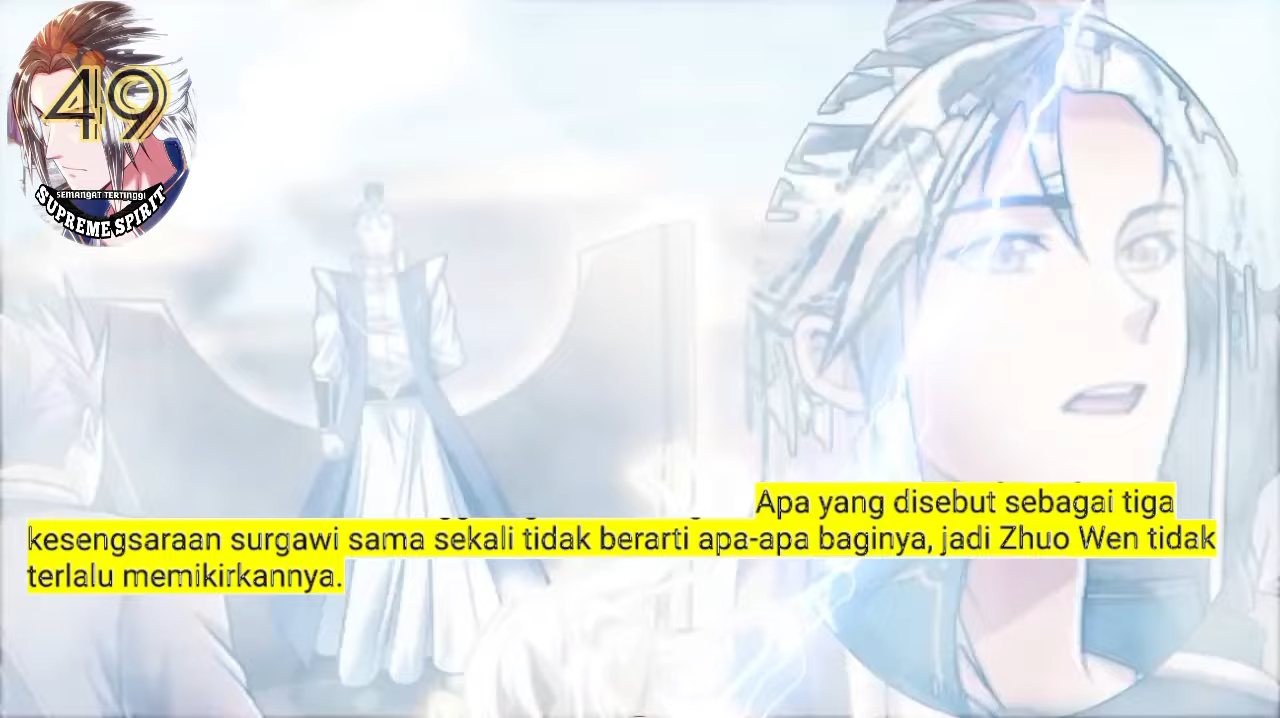 49
SEMANGAT TERTINGGI
SUPREME SPIRIT
Apa yang disebut sebagai tiga
kesengsaraan surgawi sama sekali tidak berarti apa-apa baginya, jadi Zhuo Wen tidak
terlalu memikirkannya.